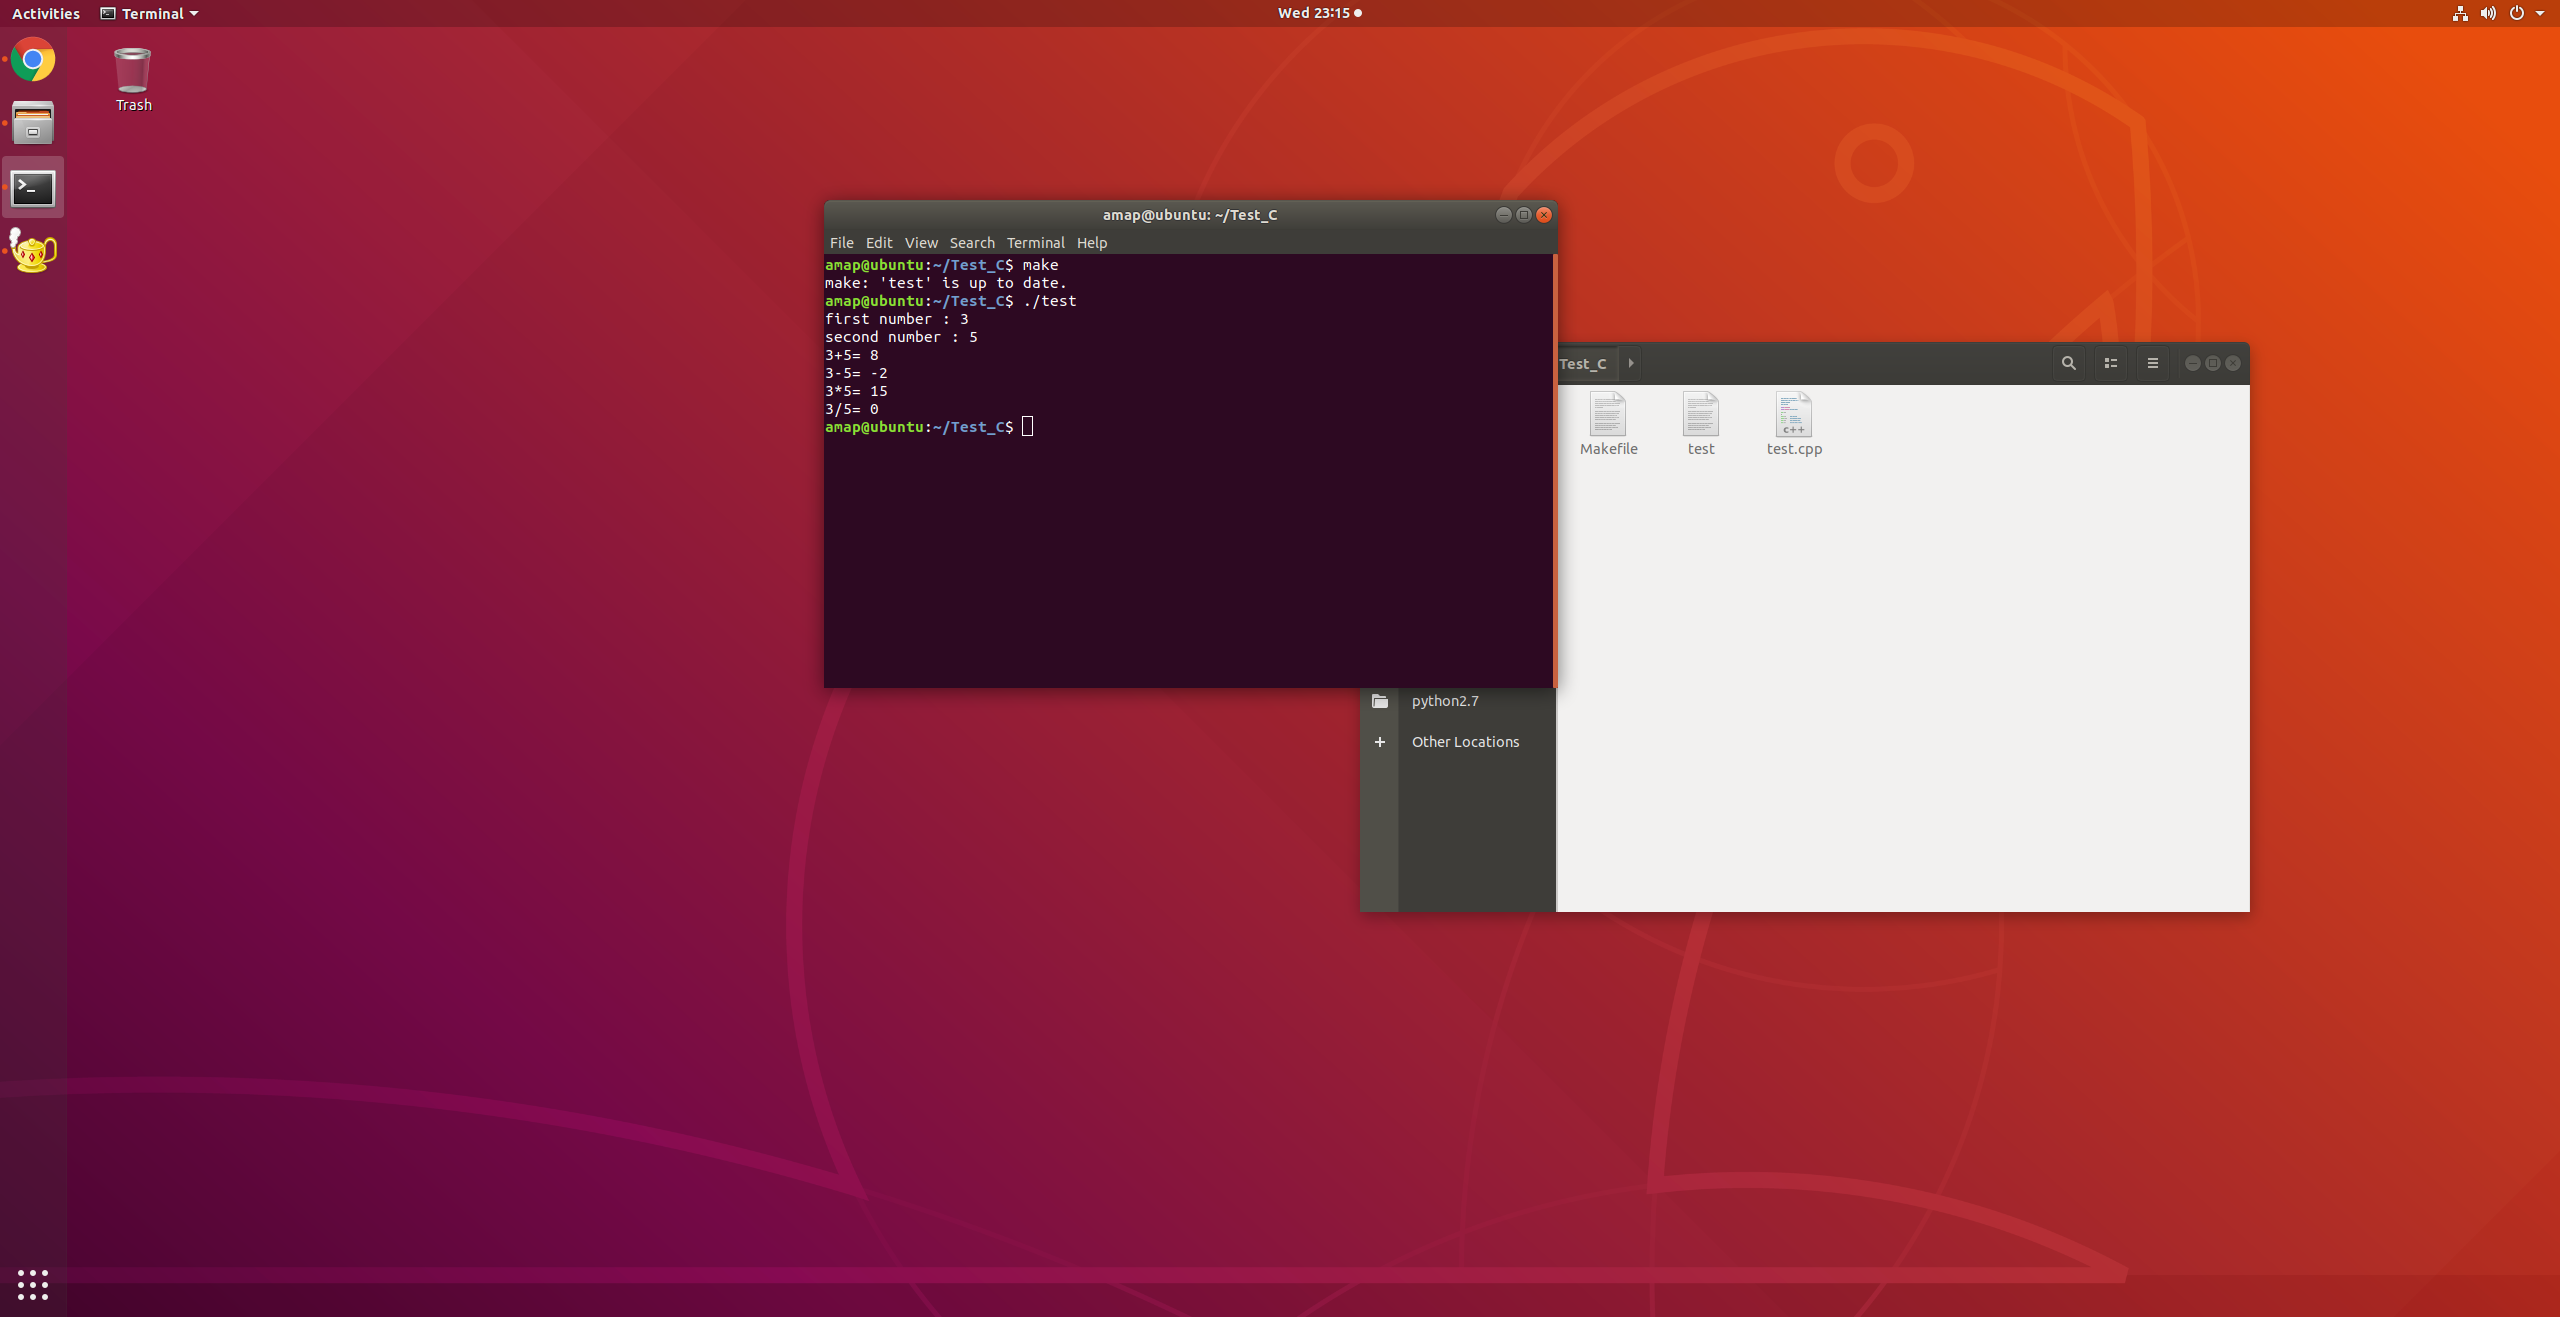 Activities Terminal Wed 23:15
Trash
amap@ubuntu: ~/Test_C
File Edit View Search Terminal Help
amap@ubuntu:~/Test_C$ make
make: 'test' is up to date.
amap@ubuntu:~/Test_C$ ./test
first number : 3
second number : 5
3+5= 8
3-5= -2
3*5= 15
3/5= 0
amap@ubuntu:~/Test_C$
Test_C
c++
Makefile test test.cpp
python2.7
Other Locations